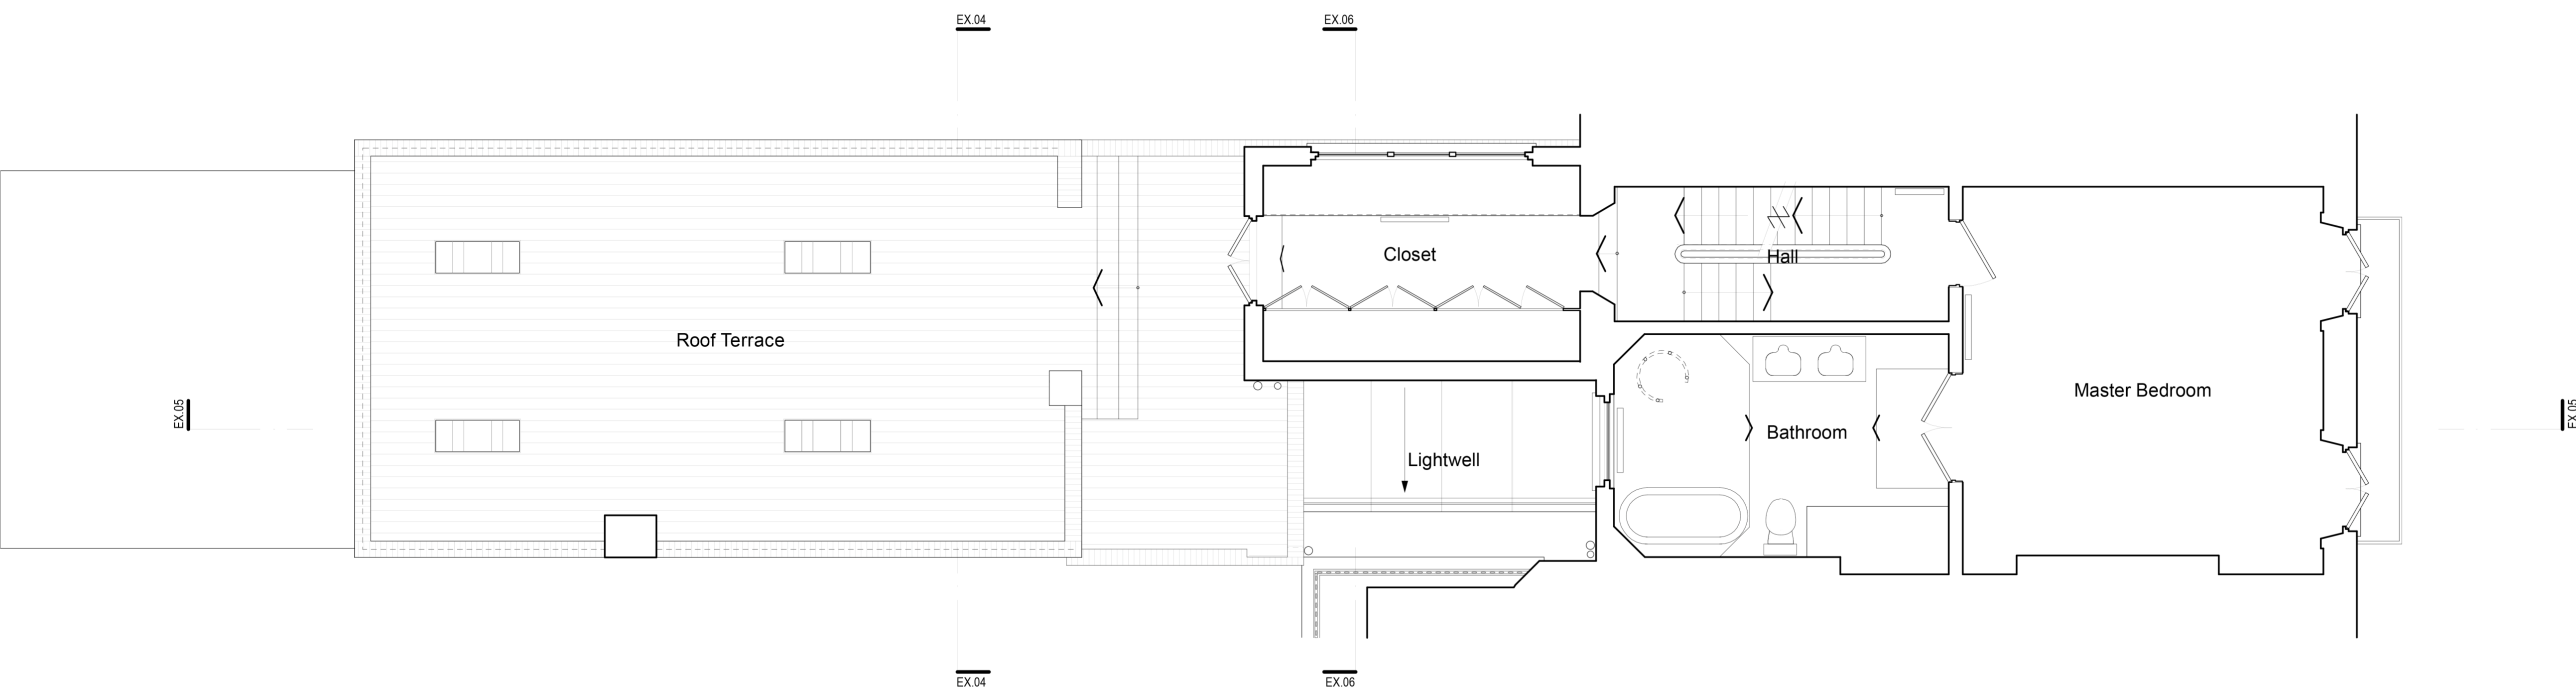 EX.04
EX.06
Closet
Hall
Roof Terrace
Master Bedroom
EX.05
EX.05
Bathroom
Lightwell
EX.04
EX.06